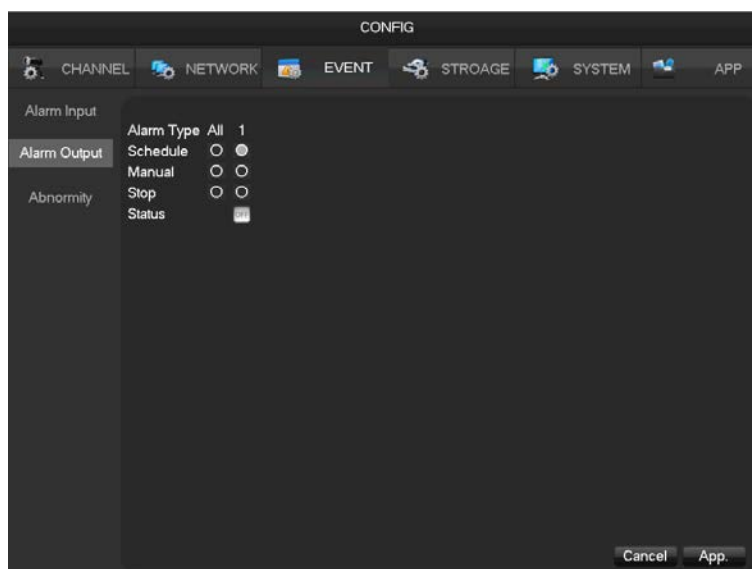 CONFIG
CHANNEL NETWORK EVENT STROAGE SYSTEM APP
Alarm Input
Alarm Output
Abnormity
Alarm Type All 1
Schedule
Manual
Stop
Status OFF
Cancel App.